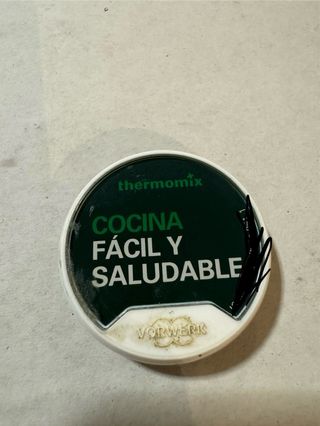 thermomix
COCINA
FÁCIL Y
SALUDABLE
VORWERK